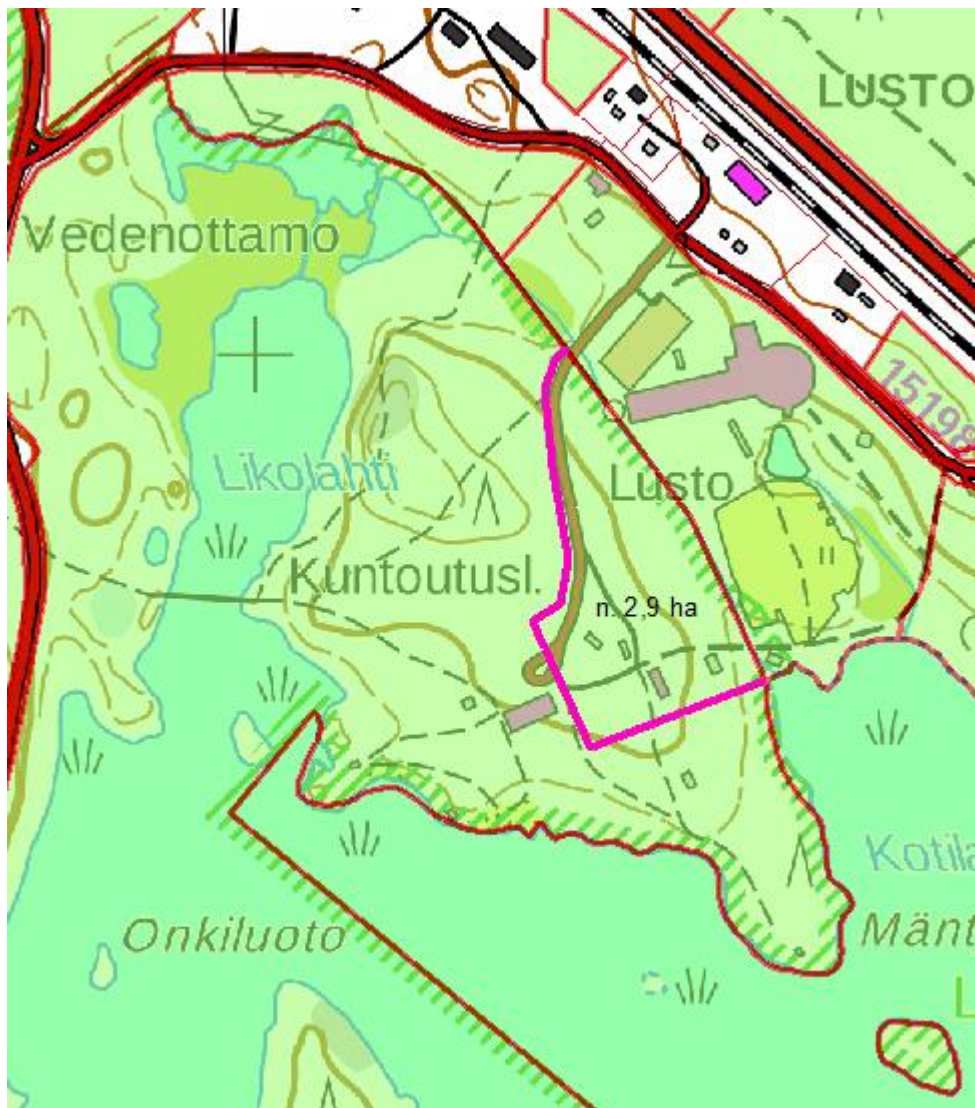 LUSTO
Vedenottamo
15198
Likolahti
Lusto
Kuntoutusl.
n. 2,9 ha
Kotila
Onkiluoto
Mänt
L